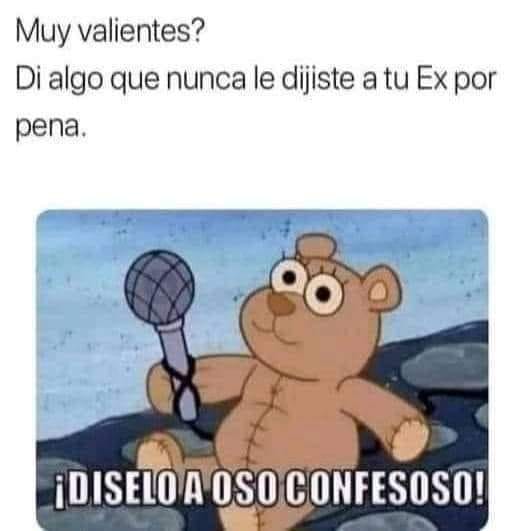 Muy valientes?
Di algo que nunca le dijiste a tu Ex por
pena.
¡DISELO A OSO CONFESOSO!